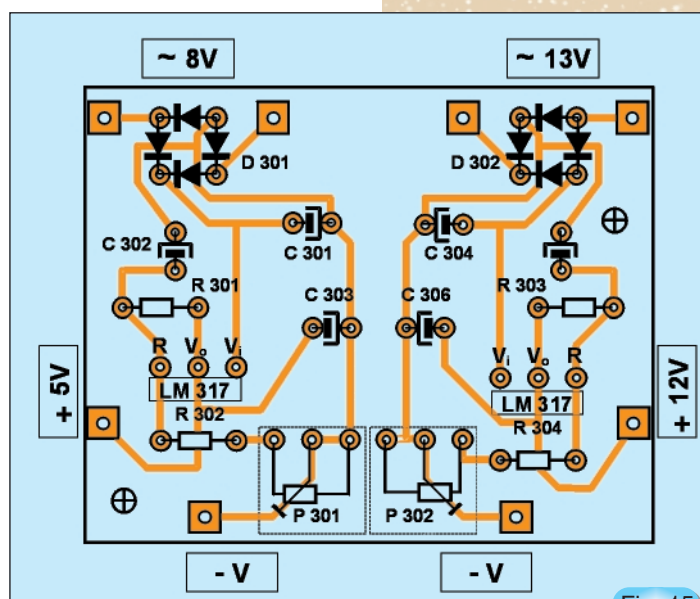 ~ 8V
~ 13V
D 301
D 302
C 302
C 301
C 304
R 301
R 303
C 303
C 306
R Vo Vi
Vi Vo R
+ 5V
LM 317
LM 317
+ 12V
R 302
R 304
P 301
P 302
- V
- V